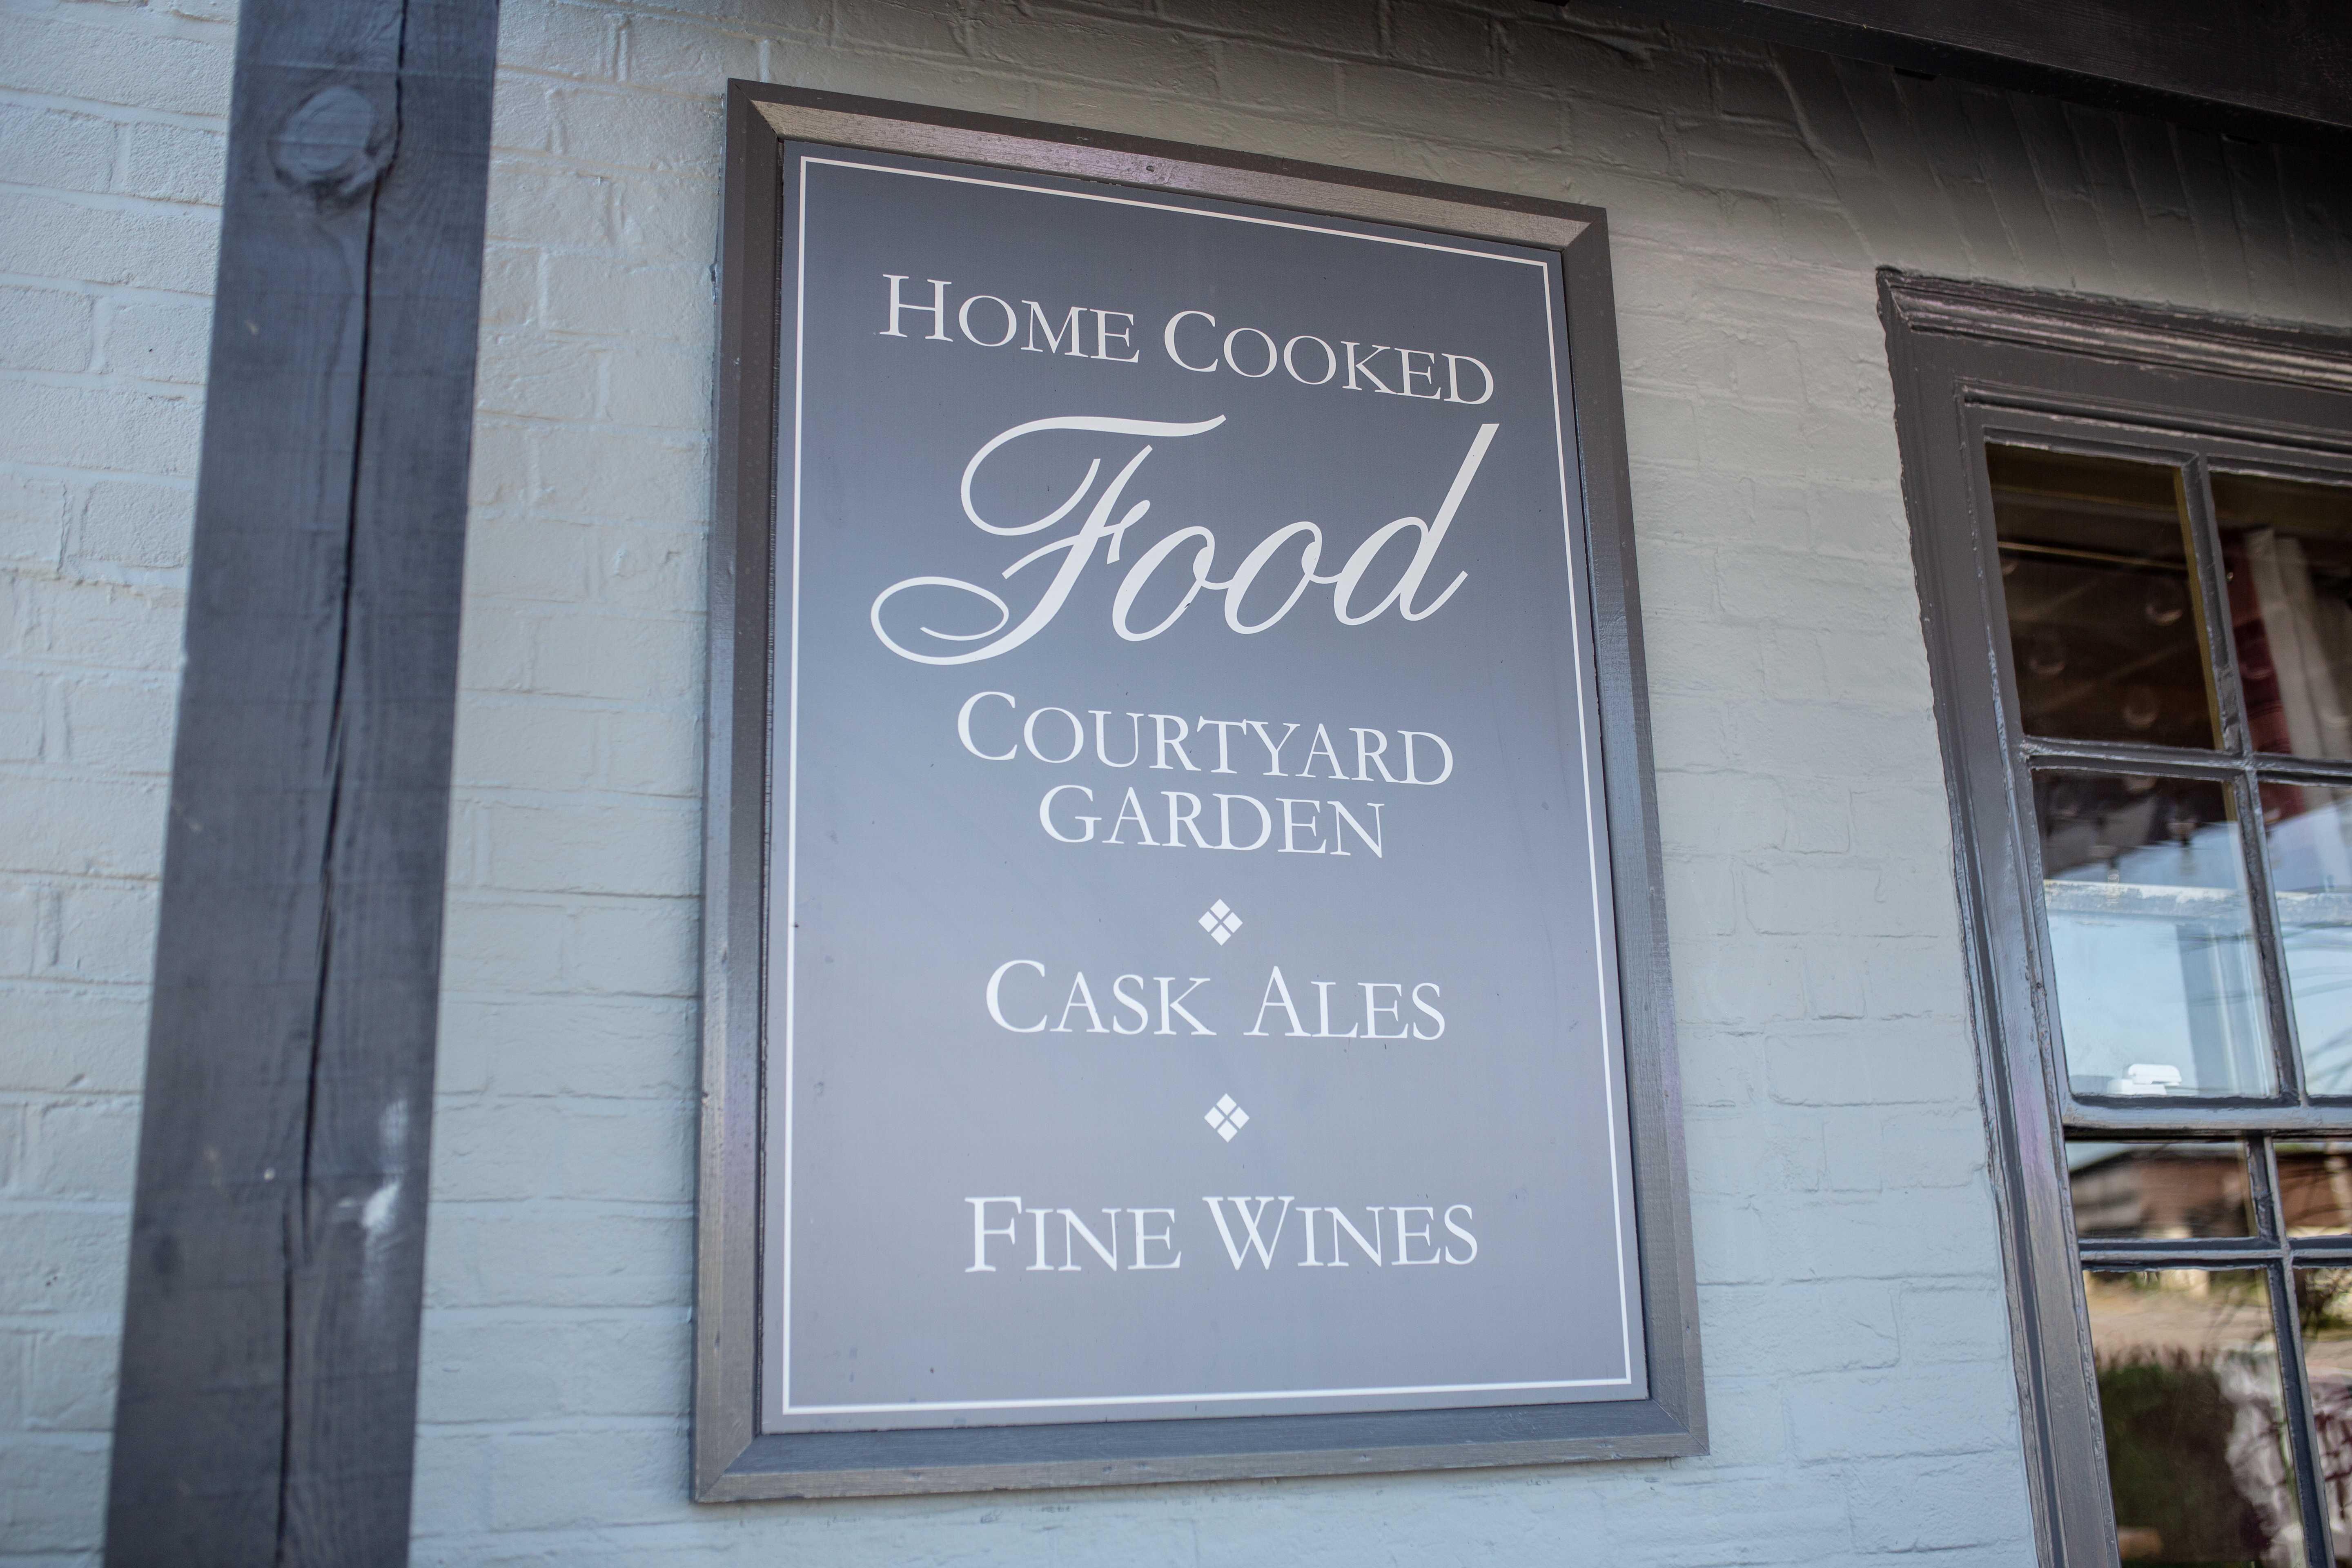 HOME COOKED
Food
COURTYARD
GARDEN
CASK ALES
FINE WINES